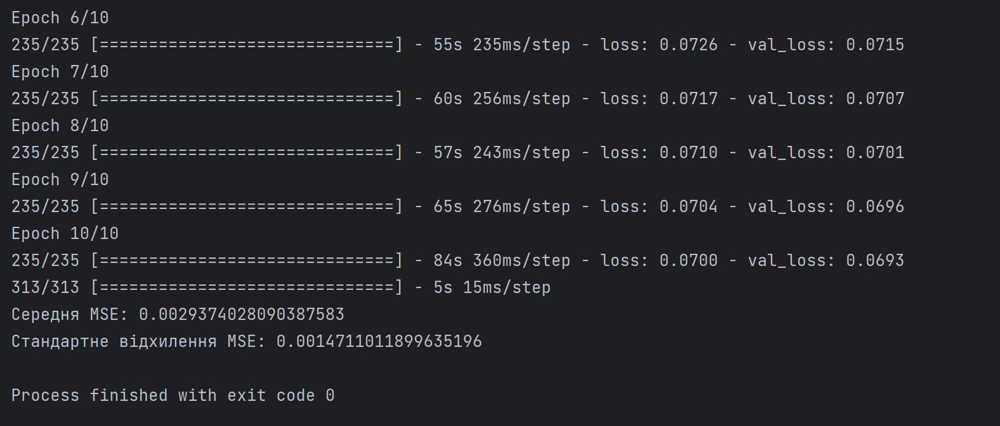 Epoch 6/10
235/235 [==============================] - 55s 235ms/step - loss: 0.0726 - val_loss: 0.0715
Epoch 7/10
235/235 [==============================] - 60s 256ms/step - loss: 0.0717 - val_loss: 0.0707
Epoch 8/10
235/235 [==============================] - 57s 243ms/step - loss: 0.0710 - val_loss: 0.0701
Epoch 9/10
235/235 [==============================] - 65s 276ms/step - loss: 0.0704 - val_loss: 0.0696
Epoch 10/10
235/235 [==============================] - 84s 360ms/step - loss: 0.0700 - val_loss: 0.0693
313/313 [==============================] - 5s 15ms/step
Середня MSE: 0.0029374028090387583
Стандартне відхилення MSE: 0.0014711011899635196
Process finished with exit code 0